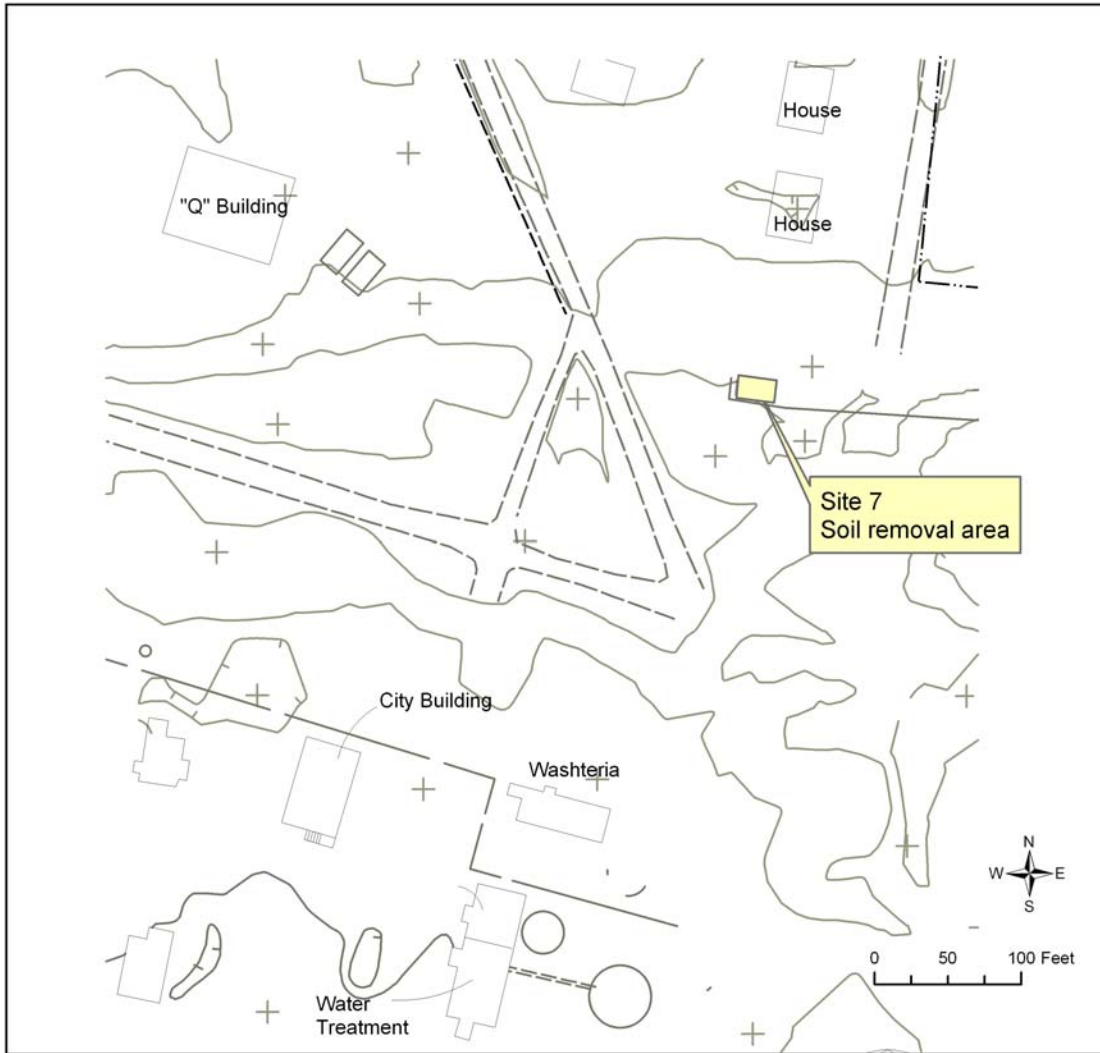 House
"Q" Building
House
Site 7
Soil removal area
City Building
Washteria
N
W E
S
0 50 100 Feet
Water
Treatment